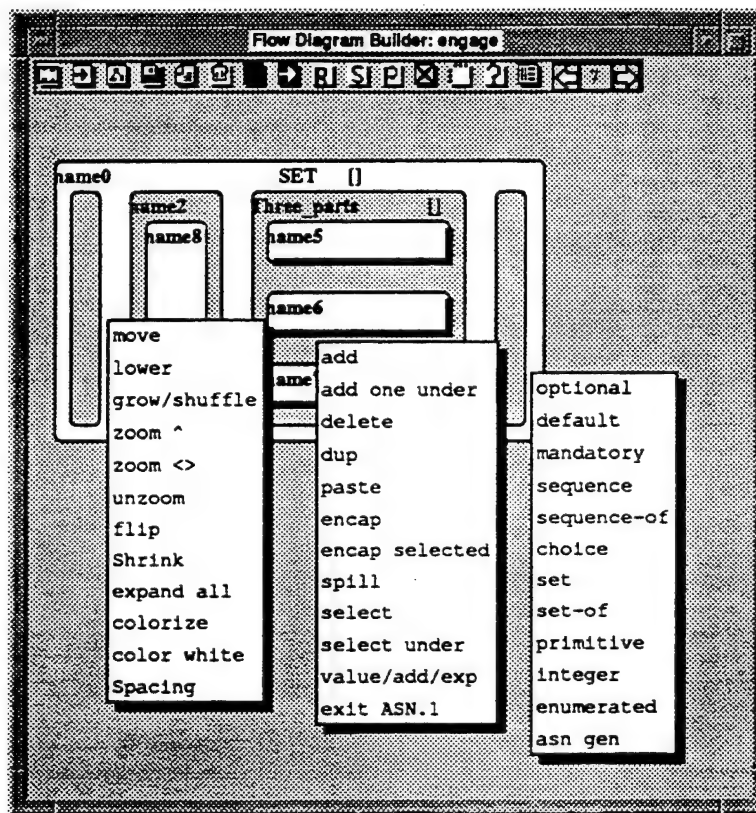 Flow Diagram Builder: engage
R S P 7
name0 SET []
name2 Three_parts []
name8 name5
name6
name
move
lower
grow/shuffle
zoom ^
zoom <>
unzoom
flip
Shrink
expand all
colorize
color white
Spacing
add
add one under
delete
dup
paste
encap
encap selected
spill
select
select under
value/add/exp
exit ASN.1
optional
default
mandatory
sequence
sequence-of
choice
set
set-of
primitive
integer
enumerated
asn gen